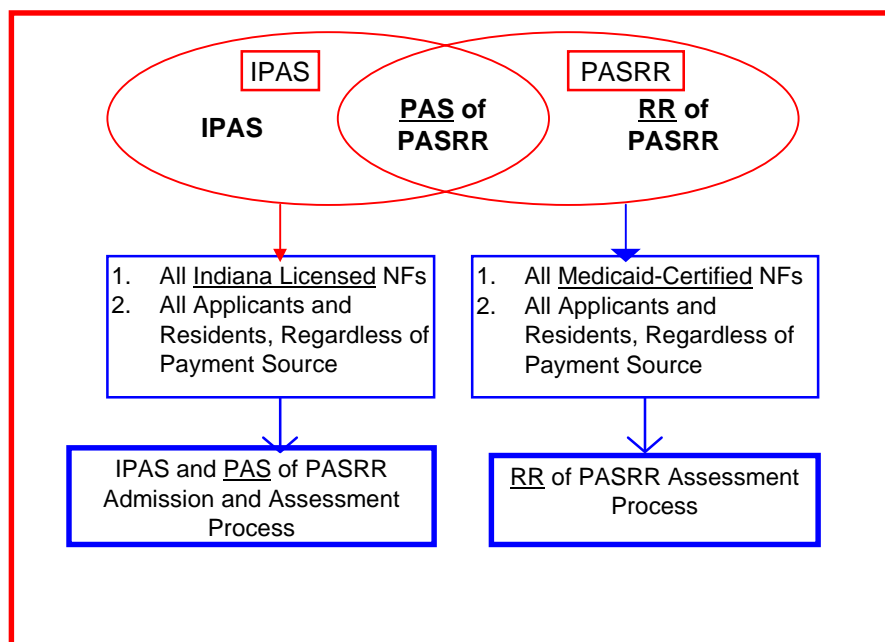 IPAS
PASRR
IPAS
PAS of
PASRR
RR of
PASRR
1. All Indiana Licensed NFs
2. All Applicants and
Residents, Regardless of
Payment Source
1. All Medicaid-Certified NFs
2. All Applicants and
Residents, Regardless of
Payment Source
IPAS and PAS of PASRR
Admission and Assessment
Process
RR of PASRR Assessment
Process